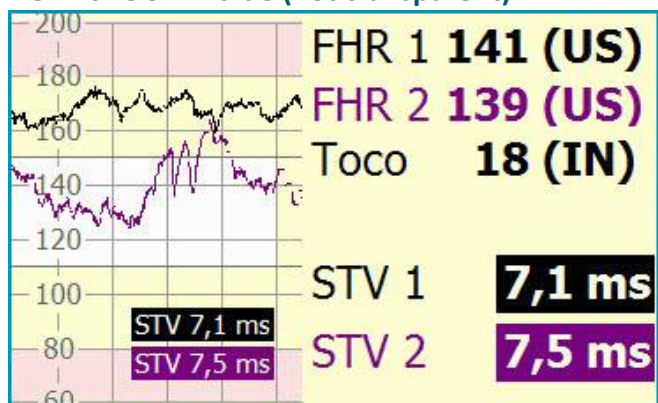 200
180
160
140
120
100
80
STV 7,1 ms
STV 7,5 ms
FHR 1 141 (US)
FHR 2 139 (US)
Toco 18 (IN)
STV 1 7,1 ms
STV 2 7,5 ms